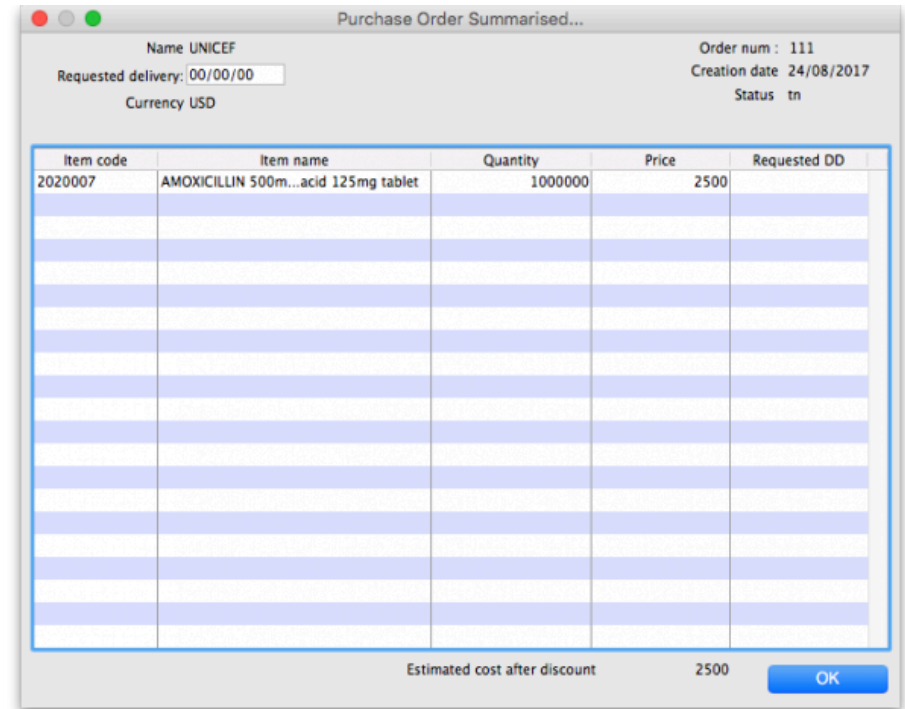 Purchase Order Summarised...
Name UNICEF
Order num : 111
Requested delivery: 00/00/00
Creation date 24/08/2017
Currency USD
Status tn
Item code Item name Quantity Price Requested DD
2020007 AMOXICILLIN 500m...acid 125mg tablet 1000000 2500
Estimated cost after discount 2500
OK